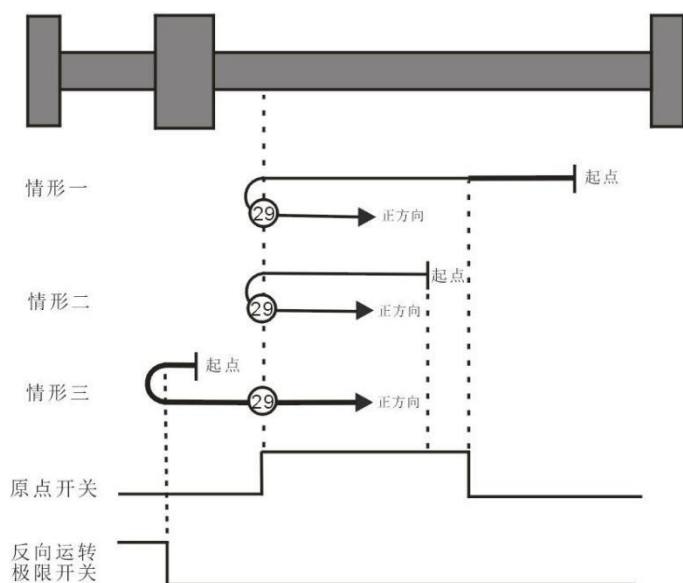 情形一
起点
29
正方向
情形二
起点
29
正方向
情形三
起点
29
正方向
原点开关
反向运转
极限开关